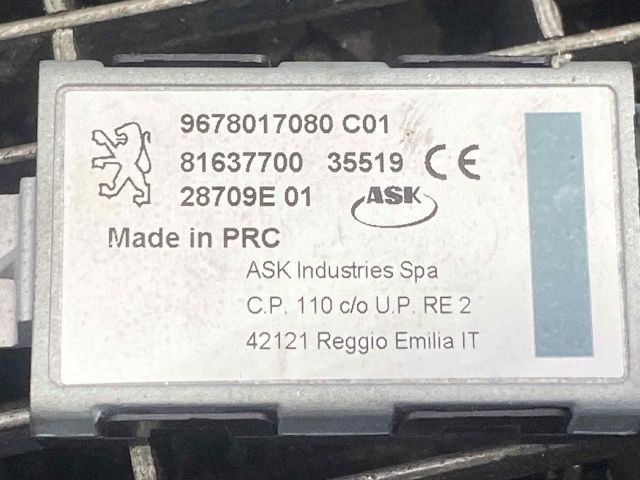 9678017080 C01
81637700 35519 CE
28709E 01 ASK
Made in PRC
ASK Industries Spa
C.P. 110 c/o U.P. RE 2
42121 Reggio Emilia IT